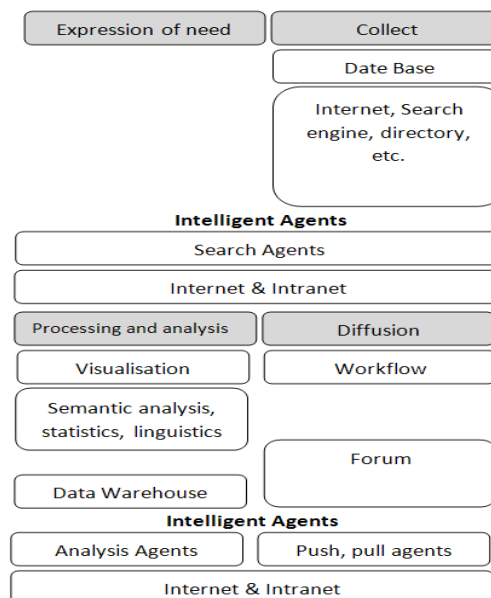 Expression of need
Collect
Date Base
Internet, Search
engine, directory,
etc.
Intelligent Agents
Search Agents
Internet & Intranet
Processing and analysis
Diffusion
Visualisation
Workflow
Semantic analysis,
statistics, linguistics
Forum
Data Warehouse
Intelligent Agents
Analysis Agents
Push, pull agents
Internet & Intranet